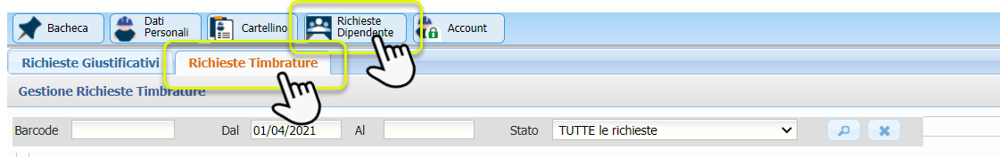 Bacheca
Dati
Personali
Cartellino
Richieste
Dipendente
Account
Richieste Giustificativi
Richieste Timbrature
Gestione Richieste Timbrature
Barcode Dal 01/04/2021 Al Stato TUTTE le richieste